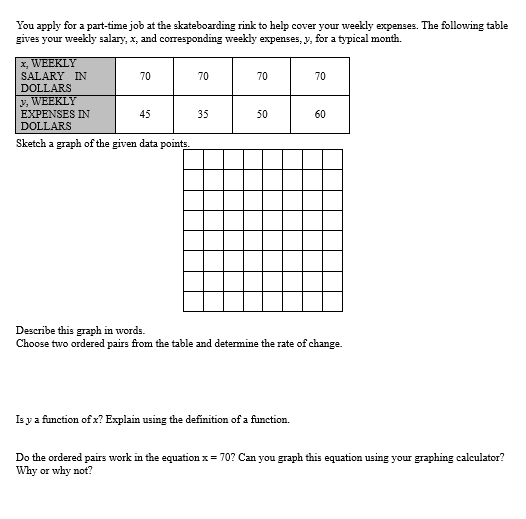 You apply for a part-time job at the skateboarding rink to help cover your weekly expenses. The following table
gives your weekly salary, x, and corresponding weekly expenses, y, for a typical month.
x, WEEKLY
SALARY IN
DOLLARS
70 70 70 70
y, WEEKLY
EXPENSES IN
DOLLARS
45 35 50 60
Sketch a graph of the given data points.
Describe this graph in words.
Choose two ordered pairs from the table and determine the rate of change.
Is y a function of x? Explain using the definition of a function.
Do the ordered pairs work in the equation x = 70? Can you graph this equation using your graphing calculator?
Why or why not?